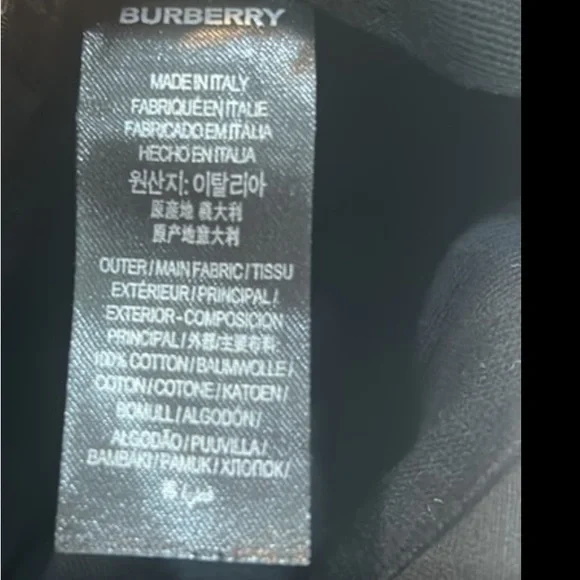 BURBERRY
MADE IN ITALY
FABRIQUÉ EN ITALIE
FABRICADO EM ITÁLIA
HECHO EN ITALIA
원산지: 이탈리아
原産地 義大利
原产地意大利
OUTER / MAIN FABRIC / TISSU
EXTÉRIEUR / PRINCIPAL /
EXTERIOR - COMPOSICION
PRINCIPAL / 外部/主要布料
100% COTTON / BAUMWOLLE /
COTON / COTONE / KATOEN /
BOMULL / ALGODÓN /
ALGODÃO / PUUVILLA /
BAMBAKI / PAMUK / ХЛОПОК /
قطن /